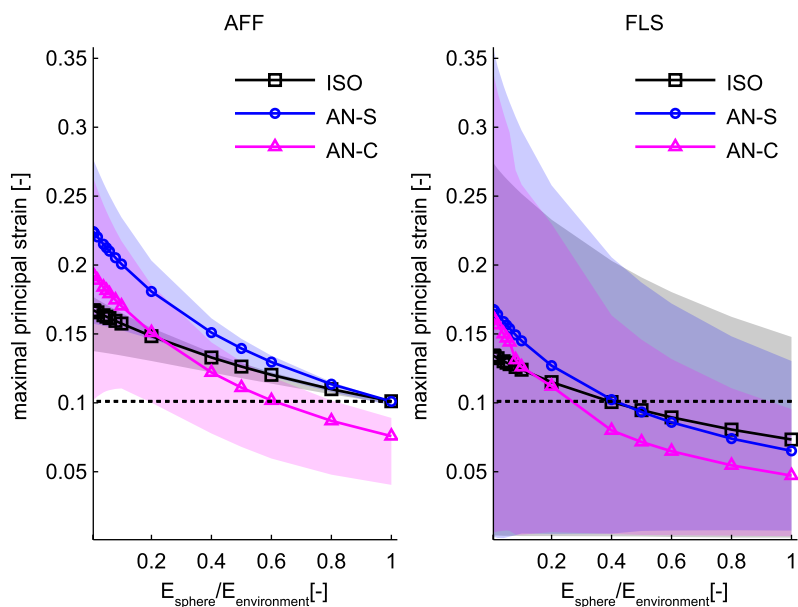 AFF
0.35
0.3
0.25
0.2
0.15
0.1
0.05
maximal principal strain [-]
ISO
AN-S
AN-C
0.2 0.4 0.6 0.8 1
E_sphere/E_environment[-]
FLS
0.35
0.3
0.25
0.2
0.15
0.1
0.05
maximal principal strain [-]
ISO
AN-S
AN-C
0.2 0.4 0.6 0.8 1
E_sphere/E_environment[-]